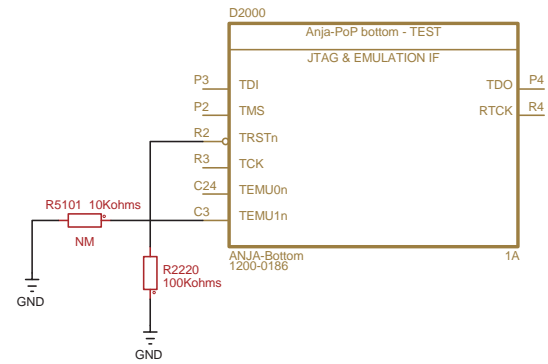 D2000
Anja-PoP bottom - TEST
JTAG & EMULATION IF
P3 TDI TDO P4
P2 TMS RTCK R4
R2 TRSTn
R3 TCK
C24 TEMU0n
C3 TEMU1n
R5101 10Kohms
NM
ANJA-Bottom 1A
1200-0186
R2220
100Kohms
GND
GND